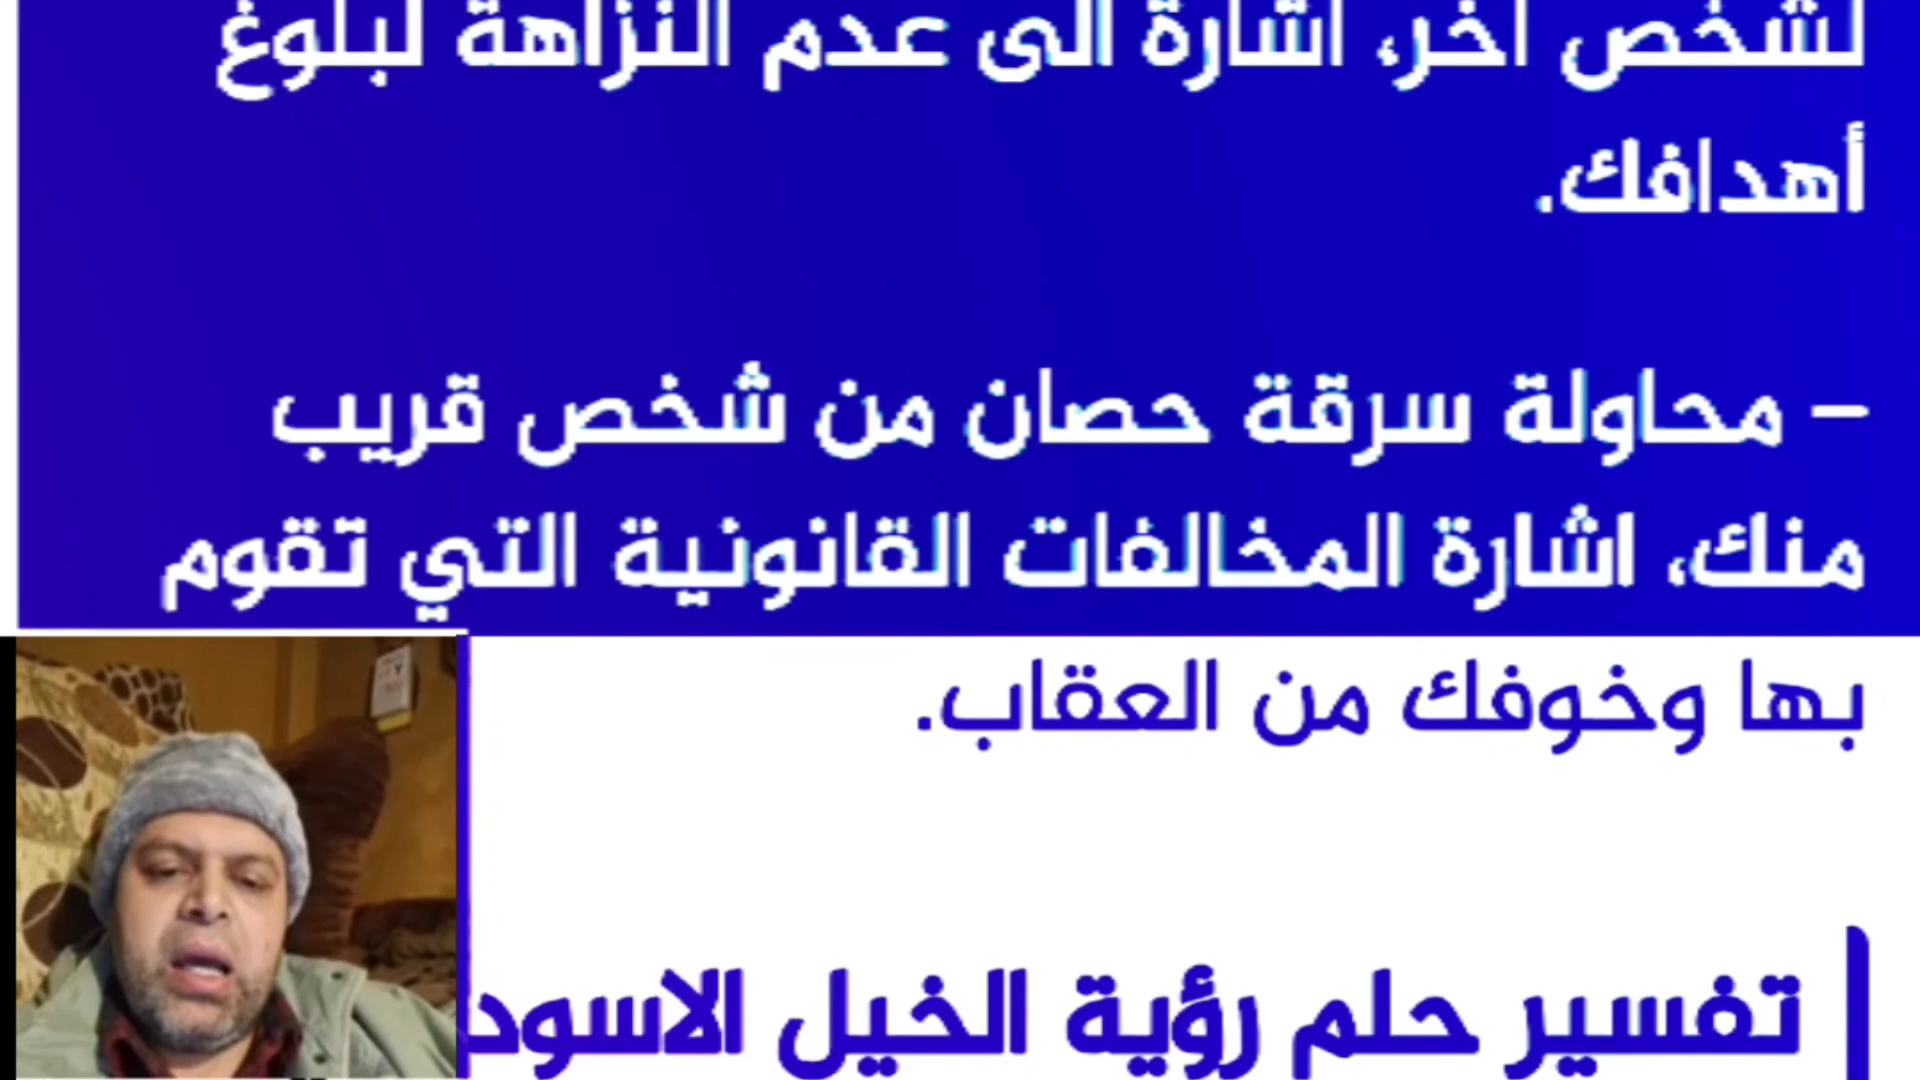 لشخص آخر، اشارة الى عدم النزاهة لبلوغ
أهدافك.
– محاولة سرقة حصان من شخص قريب
منك، اشارة المخالفات القانونية التي تقوم
بها وخوفك من العقاب.
تفسير حلم رؤية الخيل الاسود